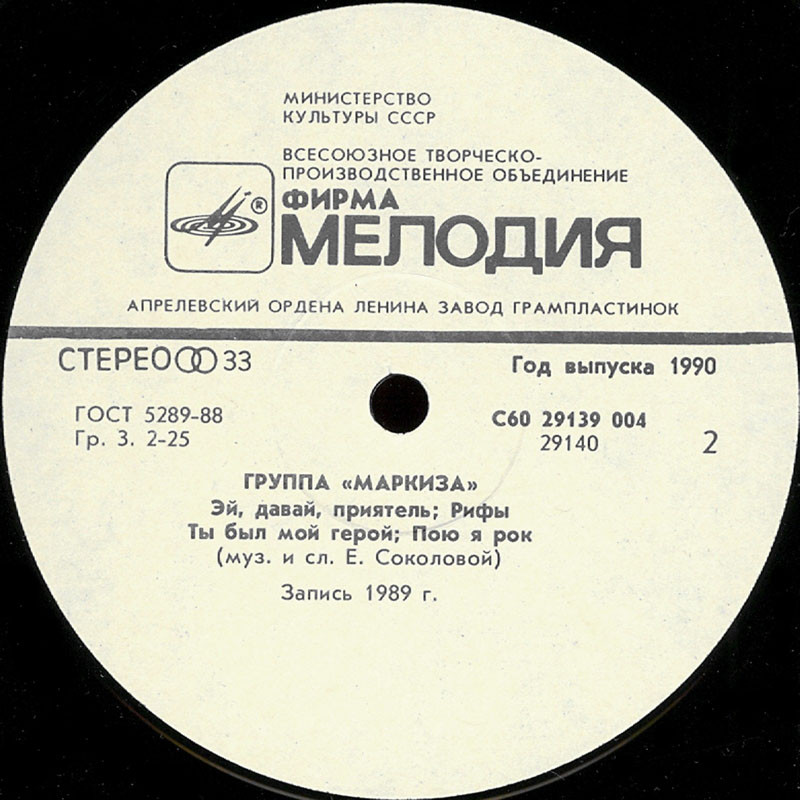 МИНИСТЕРСТВО
КУЛЬТУРЫ СССР
ВСЕСОЮЗНОЕ ТВОРЧЕСКО-
ПРОИЗВОДСТВЕННОЕ ОБЪЕДИНЕНИЕ
®
ФИРМА
МЕЛОДИЯ
АПРЕЛЕВСКИЙ ОРДЕНА ЛЕНИНА ЗАВОД ГРАМПЛАСТИНОК
СТЕРЕО 33
Год выпуска 1990
ГОСТ 5289-88
С60 29139 004
Гр. 3. 2-25
29140
2
ГРУППА «МАРКИЗА»
Эй, давай, приятель; Рифы
Ты был мой герой; Пою я рок
(муз. и сл. Е. Соколовой)
Запись 1989 г.